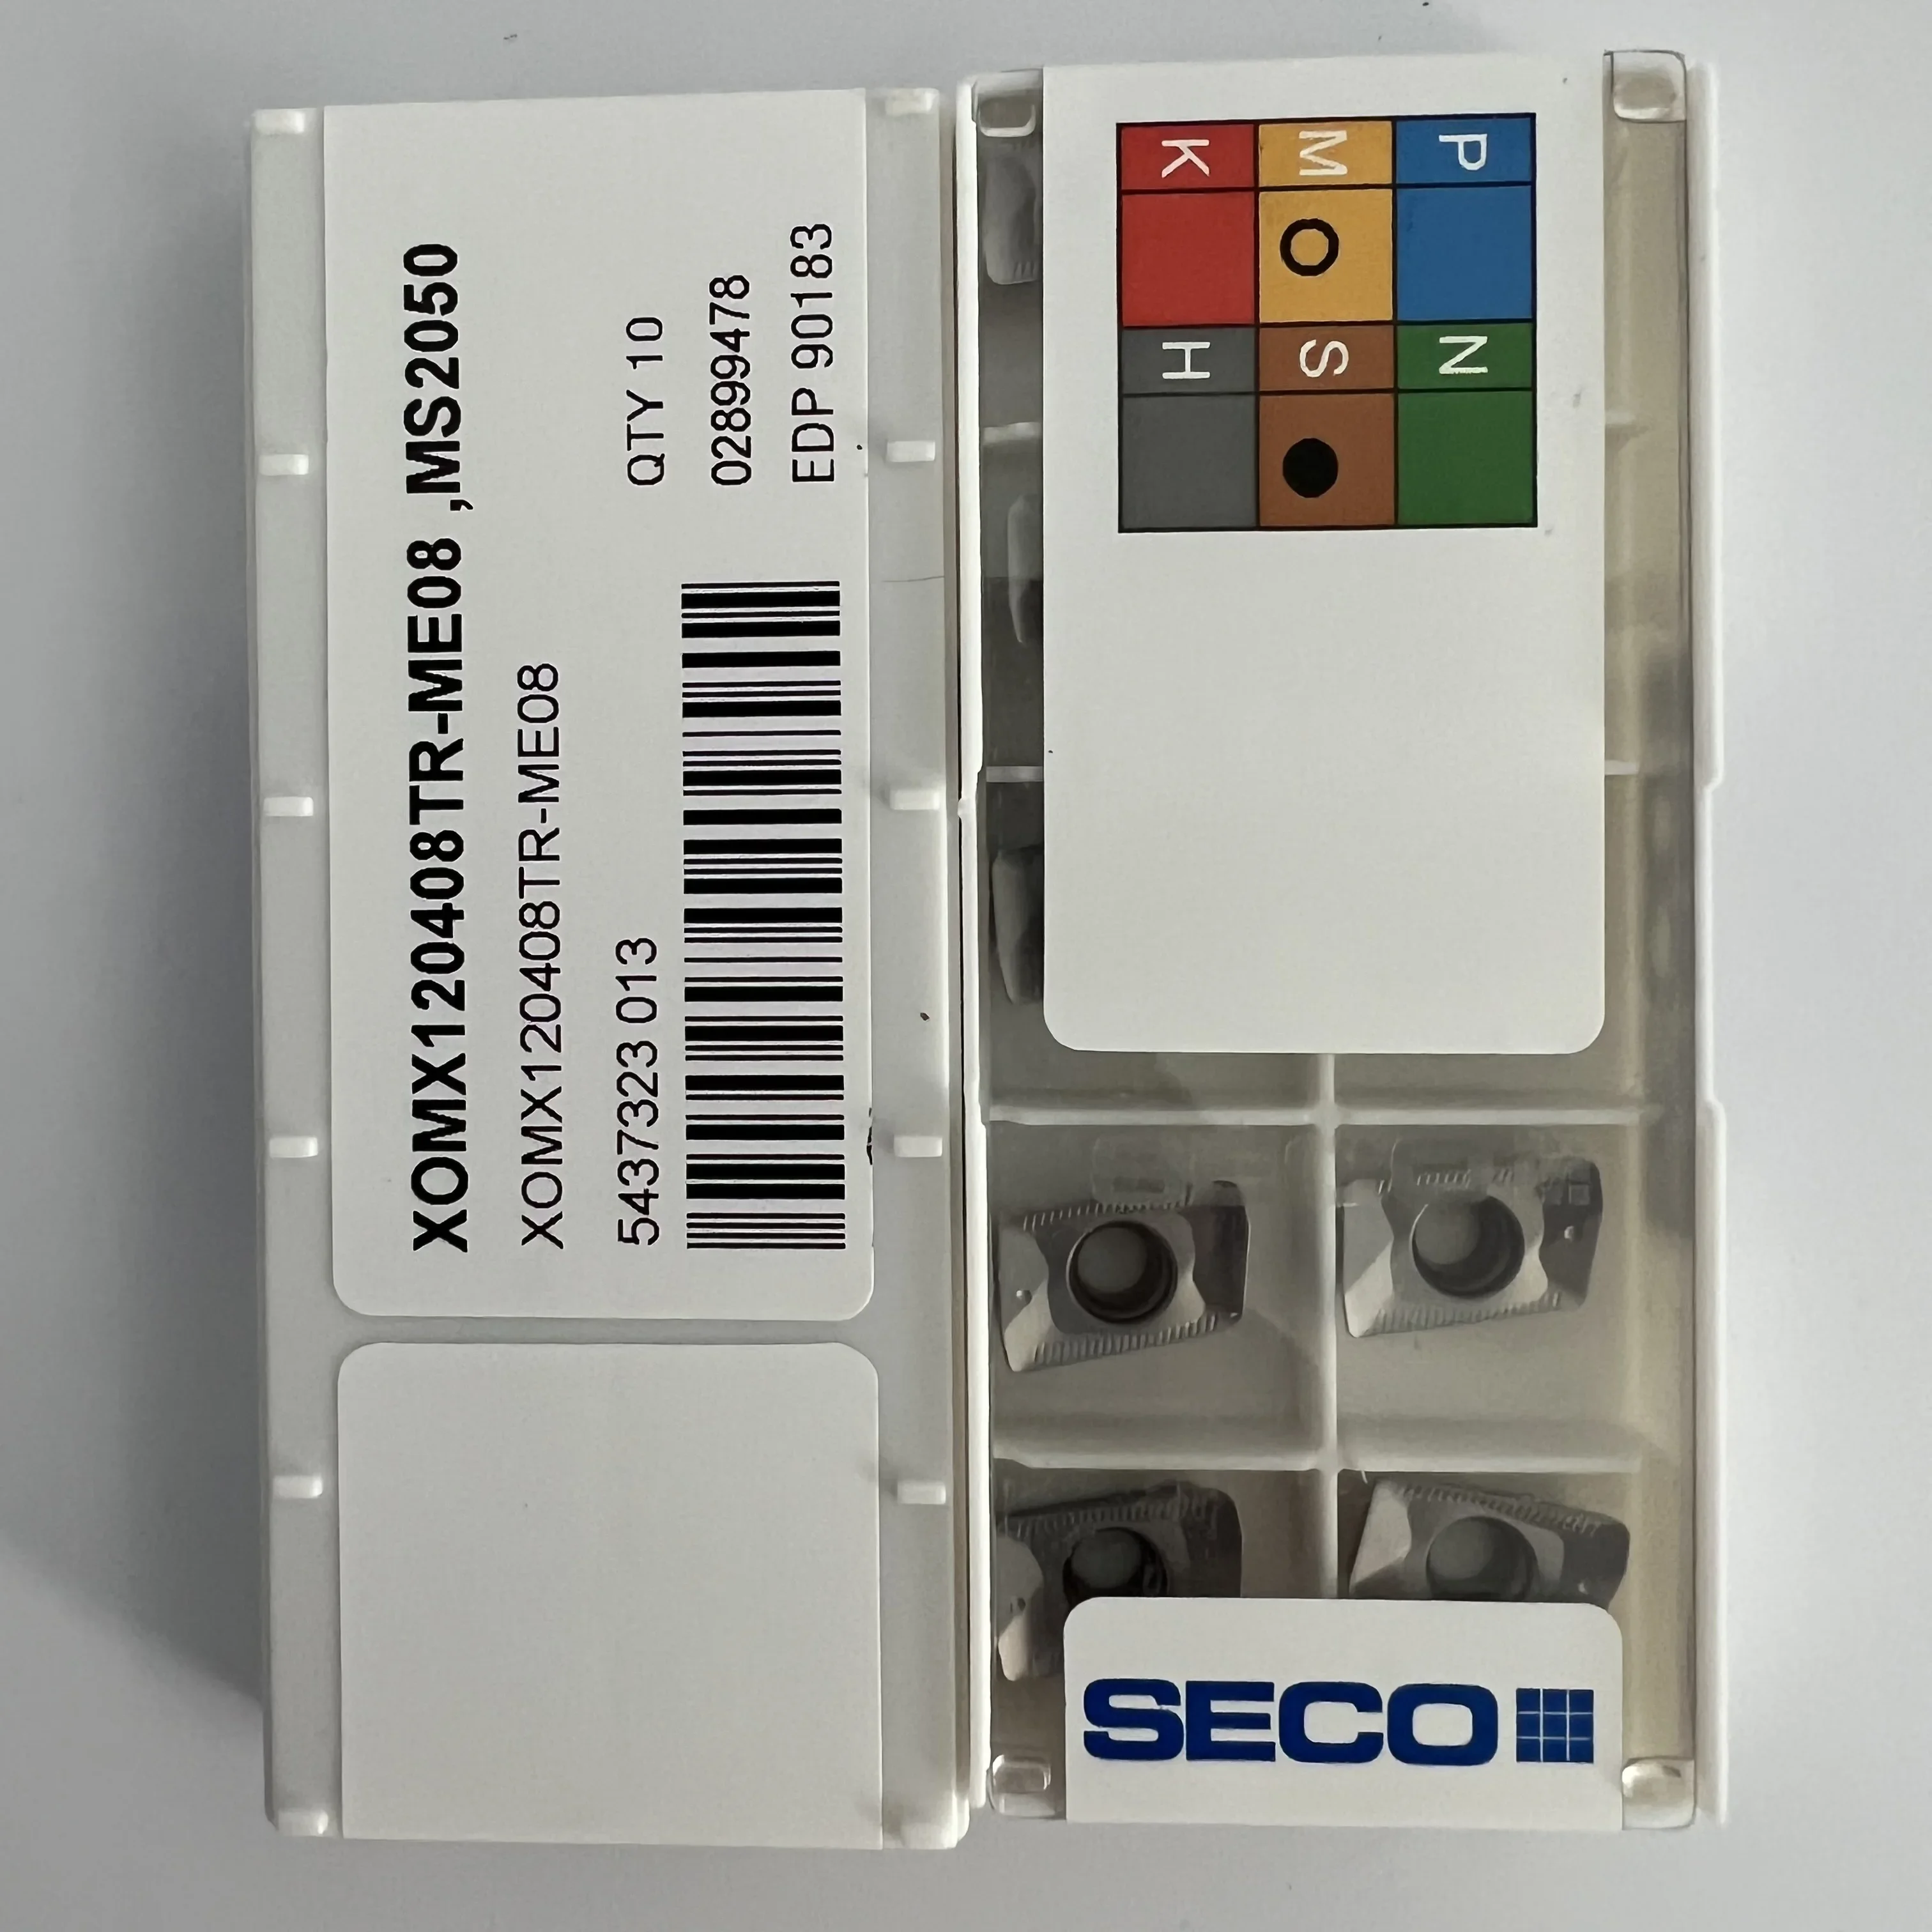 XOMX120408TR-ME08 ,MS2050
XOMX120408TR-ME08
5437323 013
QTY 10
02899478
EDP 90183
P
N
M
O
S
K
H
SECO